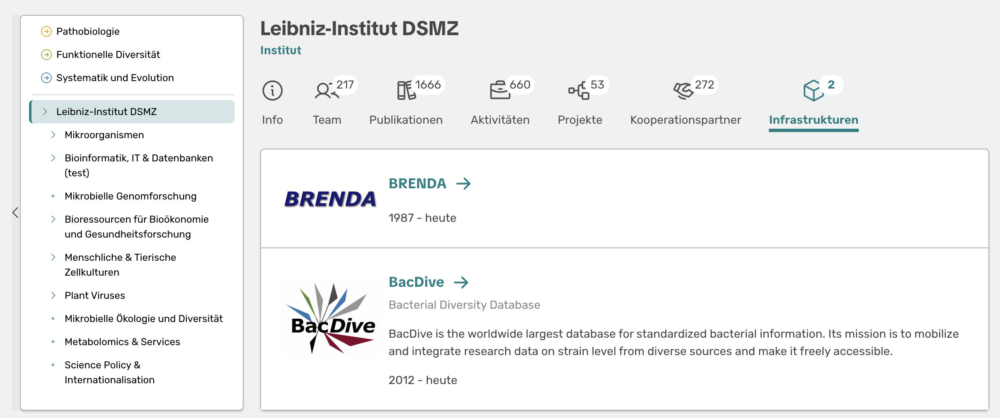 Pathobiologie
Funktionelle Diversität
Systematik und Evolution
Leibniz-Institut DSMZ
Mikroorganismen
Bioinformatik, IT & Datenbanken
(test)
Mikrobielle Genomforschung
Bioressourcen für Bioökonomie
und Gesundheitsforschung
Menschliche & Tierische
Zellkulturen
Plant Viruses
Mikrobielle Ökologie und Diversität
Metabolomics & Services
Science Policy &
Internationalisation
Leibniz-Institut DSMZ
Institut
217 1666 660 53 272 2
Info Team Publikationen Aktivitäten Projekte Kooperationspartner Infrastrukturen
BRENDA
BRENDA
1987 - heute
BacDive
BacDive
Bacterial Diversity Database
BacDive is the worldwide largest database for standardized bacterial information. Its mission is to mobilize
and integrate research data on strain level from diverse sources and make it freely accessible.
2012 - heute